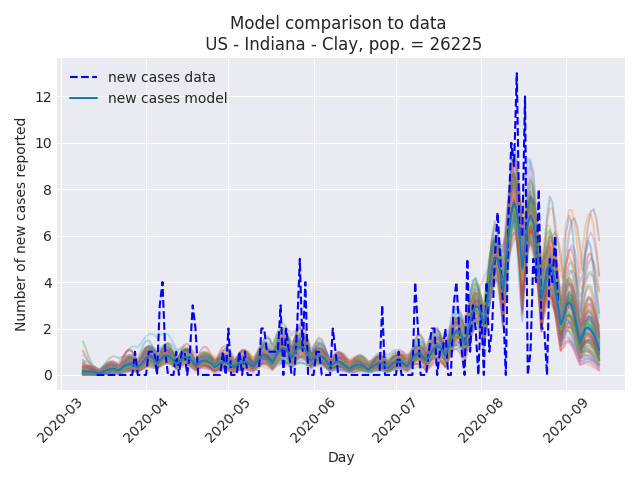 Model comparison to data
US - Indiana - Clay, pop. = 26225
new cases data
new cases model
Number of new cases reported
12
10
8
6
4
2
0
2020-03
2020-04
2020-05
2020-06
2020-07
2020-08
2020-09
Day